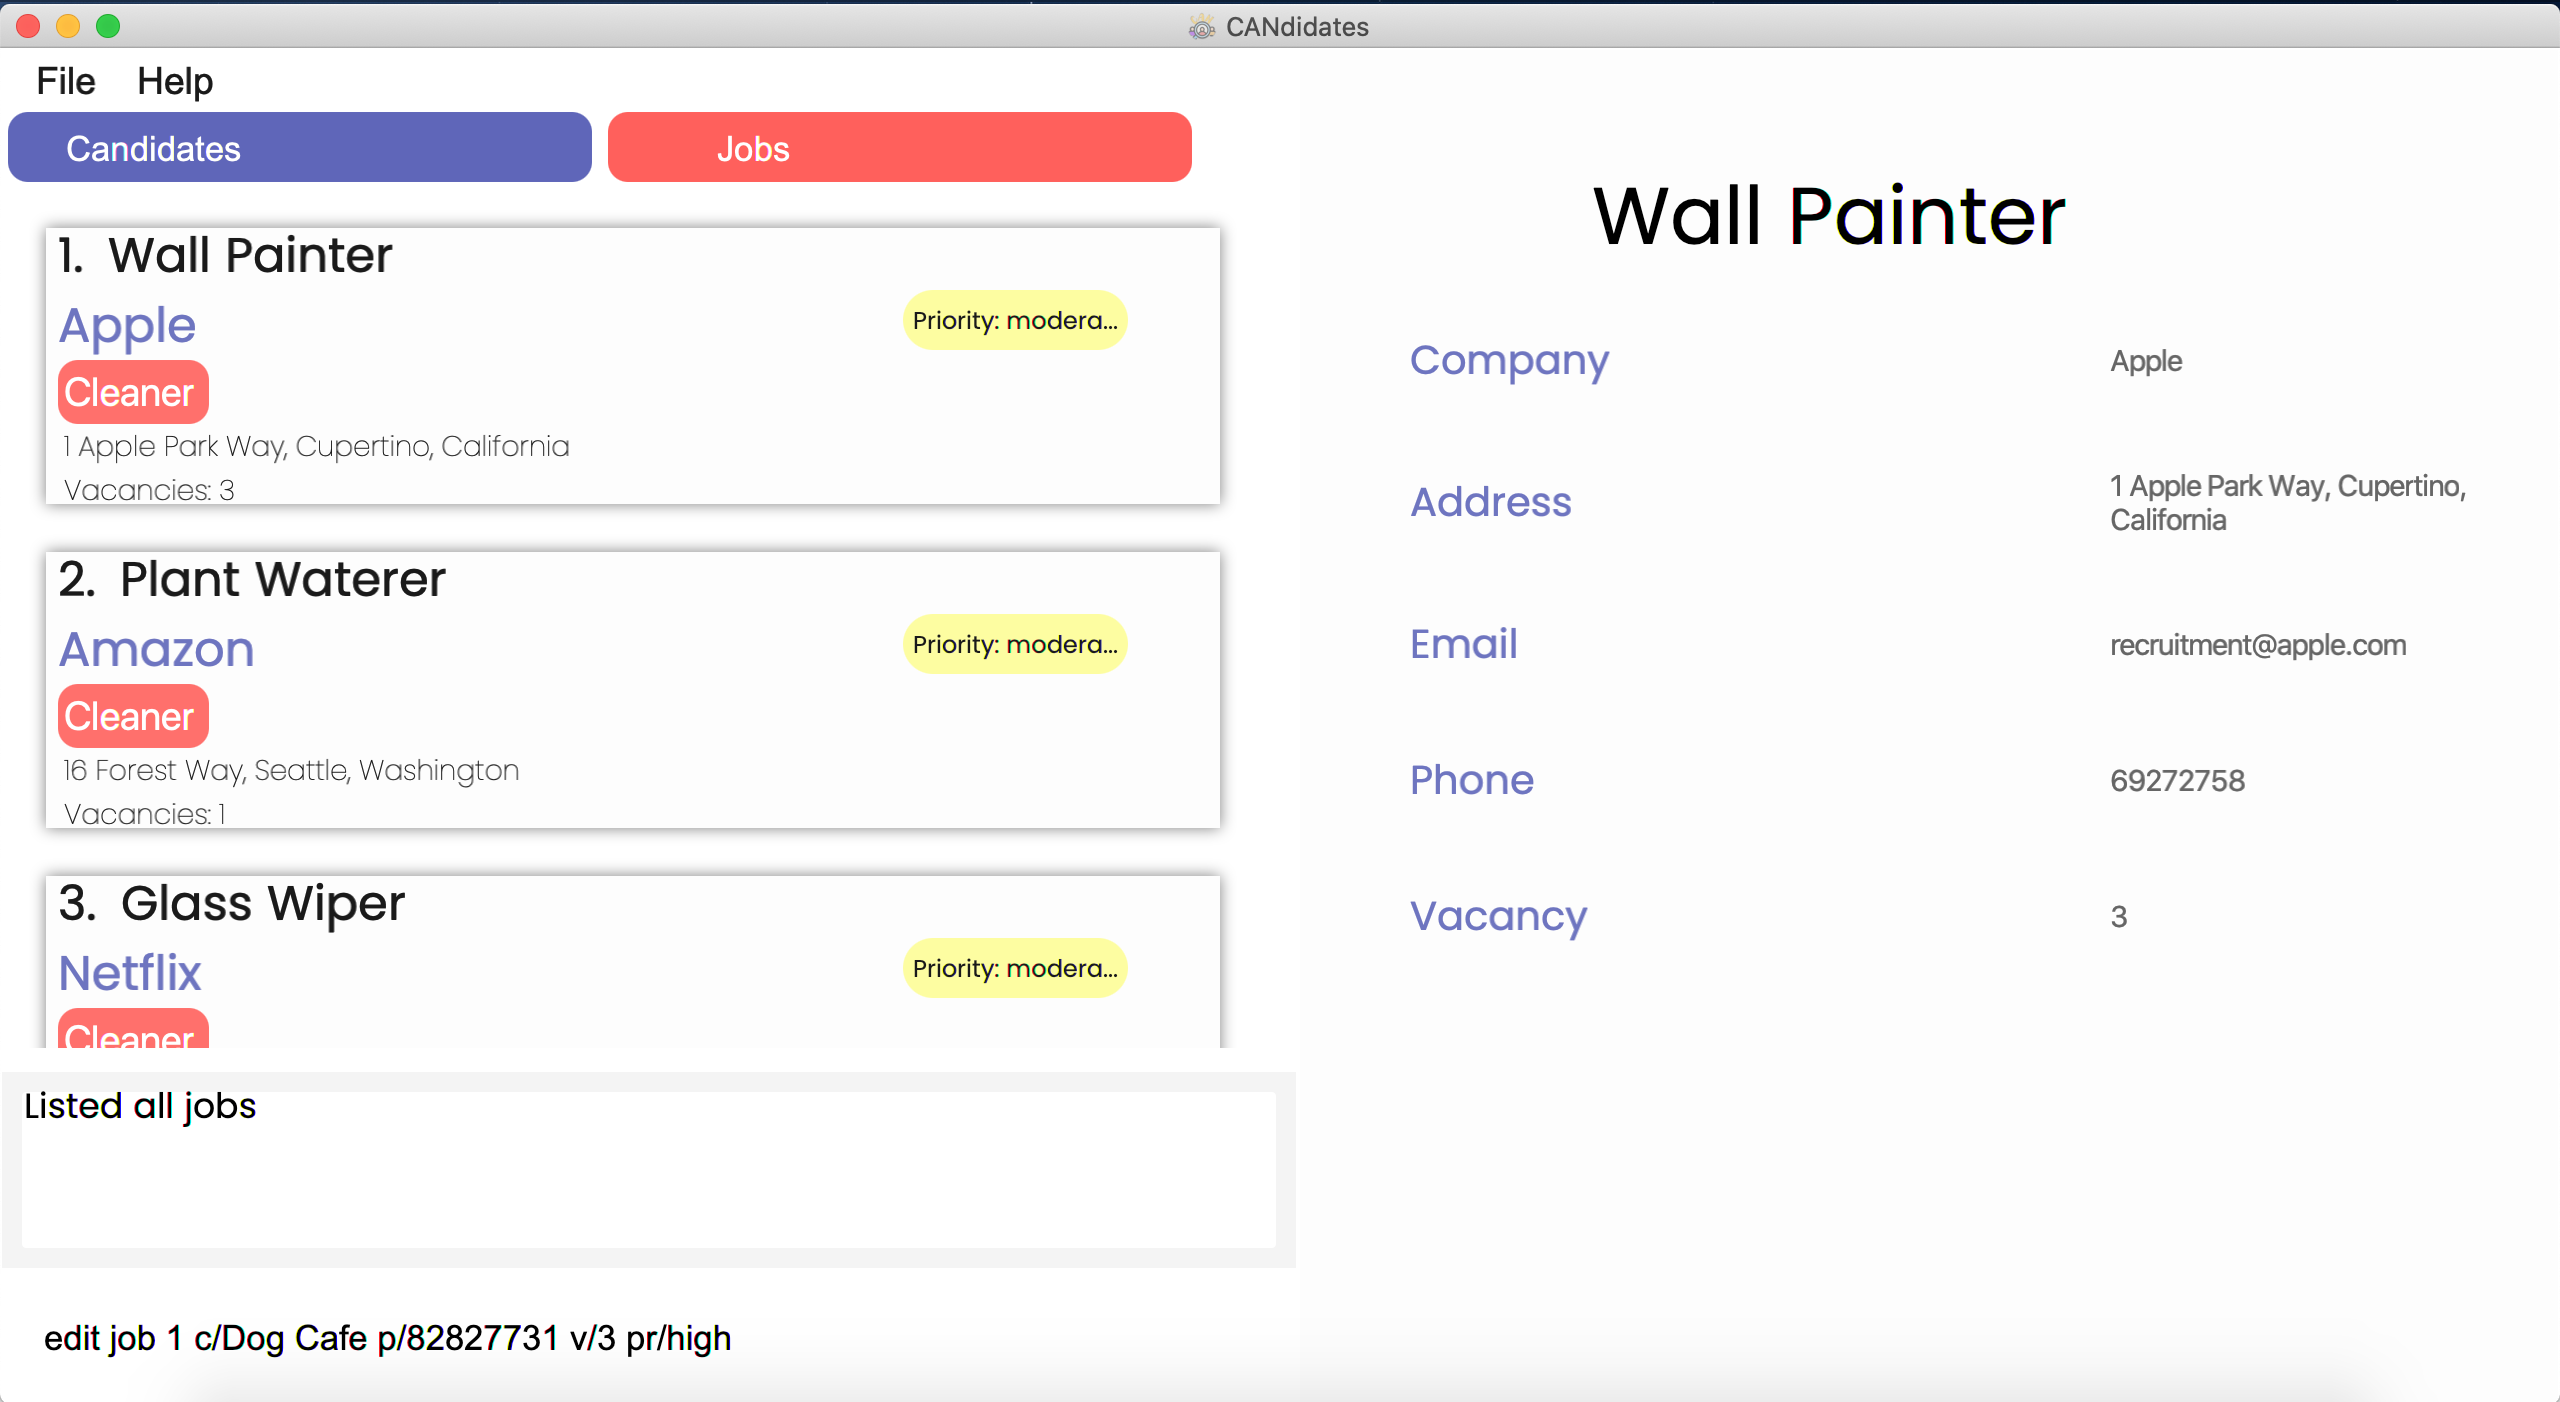 CANdidates
File Help
Candidates Jobs
1. Wall Painter
Apple
Priority: modera...
Cleaner
1 Apple Park Way, Cupertino, California
Vacancies: 3
2. Plant Waterer
Amazon
Priority: modera...
Cleaner
16 Forest Way, Seattle, Washington
Vacancies: 1
3. Glass Wiper
Netflix
Priority: modera...
Cleaner
Listed all jobs
edit job 1 c/Dog Cafe p/82827731 v/3 pr/high
Wall Painter
Company Apple
Address 1 Apple Park Way, Cupertino,
California
Email recruitment@apple.com
Phone 69272758
Vacancy 3